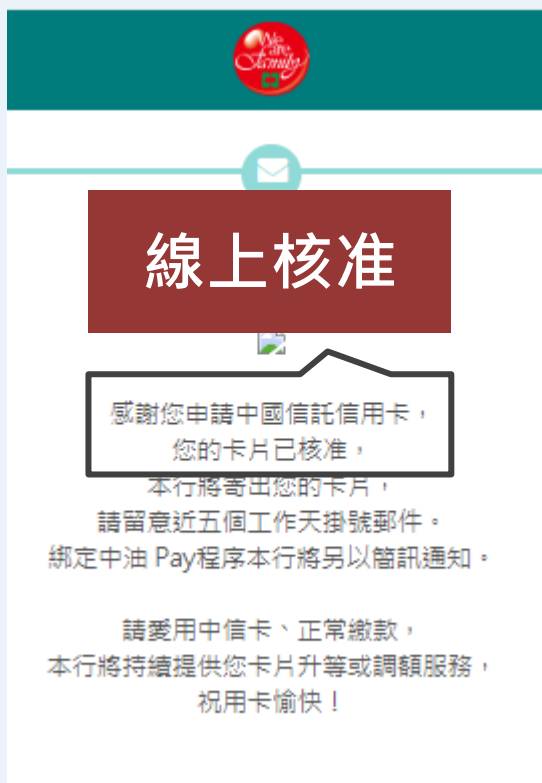 We are Family
線上核准
感謝您申請中國信託信用卡，
您的卡片已核准，
本行將寄出您的卡片，
請留意近五個工作天掛號郵件。
綁定中油 Pay程序本行將另以簡訊通知。
請愛用中信卡、正常繳款，
本行將持續提供您卡片升等或調額服務，
祝用卡愉快！